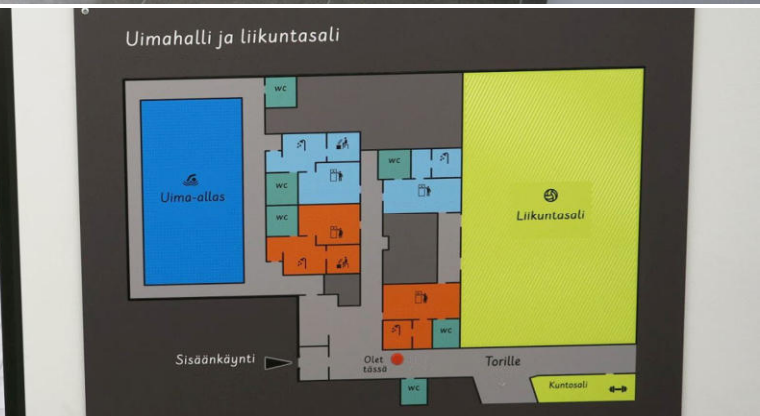 Uimahalli ja liikuntasali
WC
WC
WC
WC
Uima-allas
Liikuntasali
WC
Sisäänkäynti
Olet
tässä
Torille
Kuntosali
WC